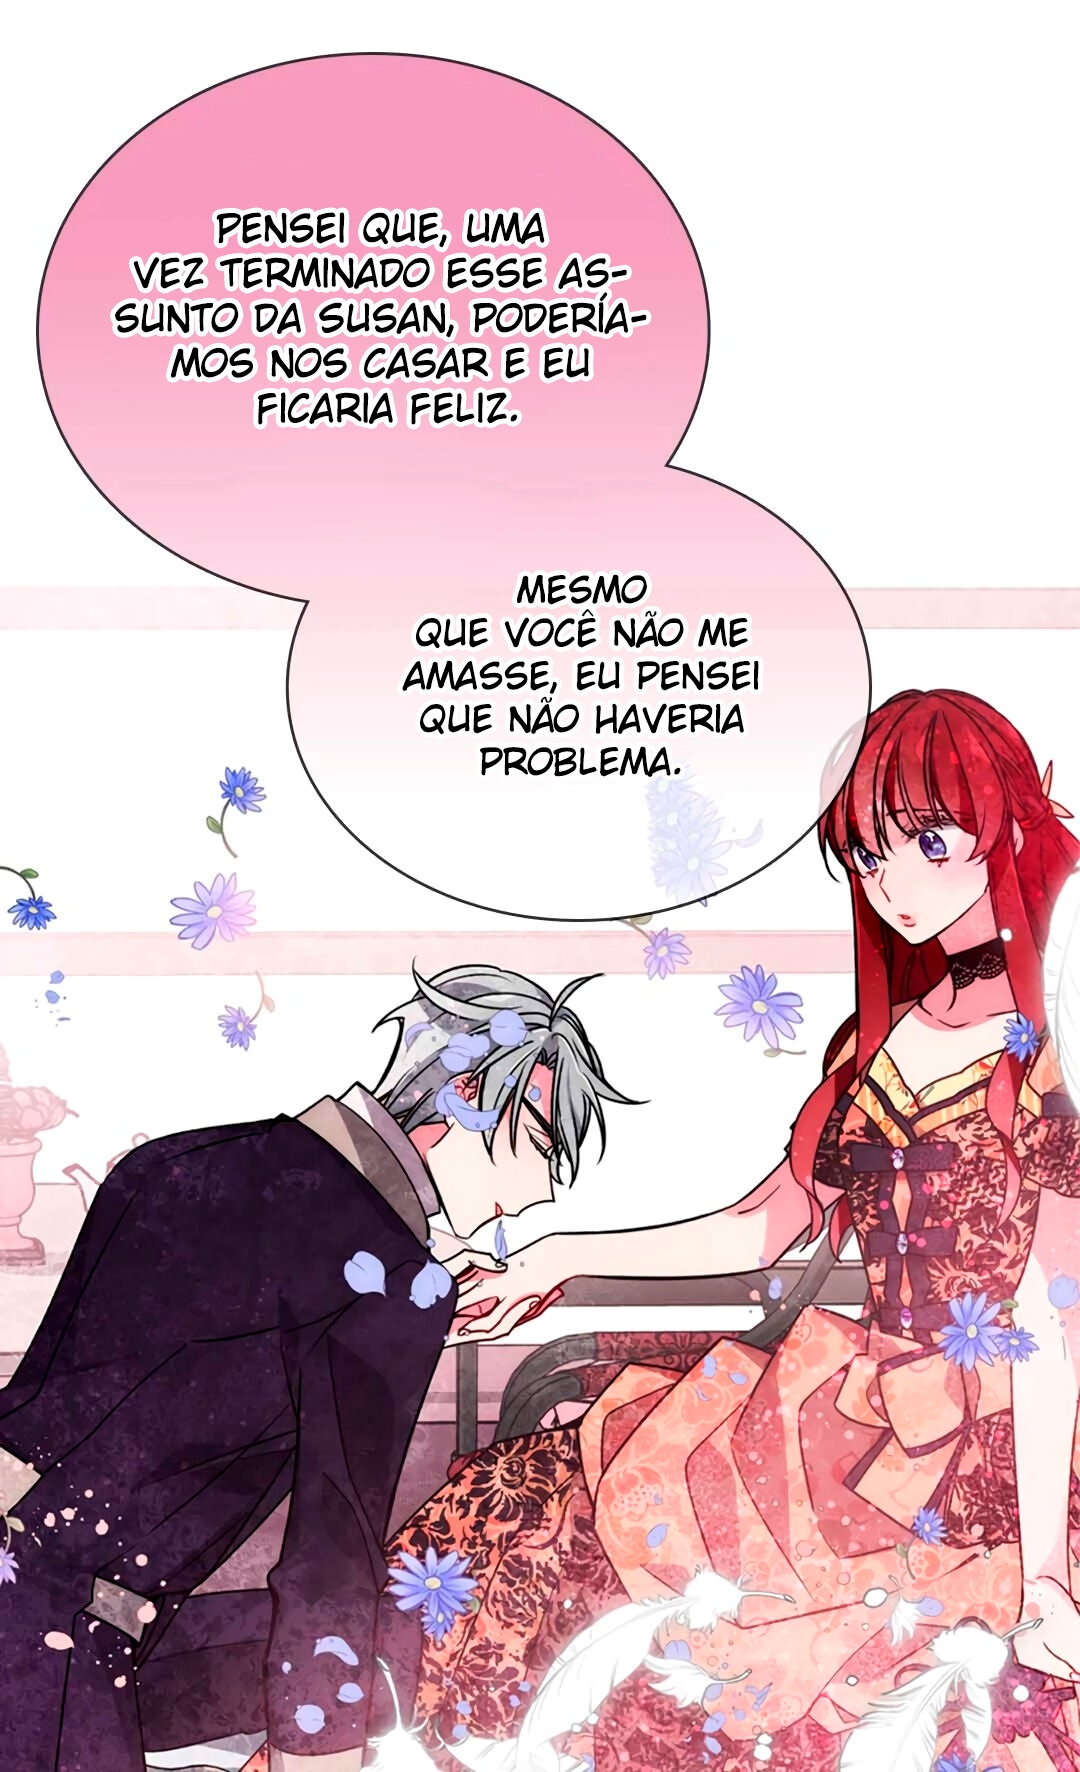 PENSEI QUE, UMA
VEZ TERMINADO ESSE AS-
SUNTO DA SUSAN, PODERÍA-
MOS NOS CASAR E EU
FICARIA FELIZ.
MESMO
QUE VOCÊ NÃO ME
AMASSE, EU PENSEI
QUE NÃO HAVERIA
PROBLEMA.